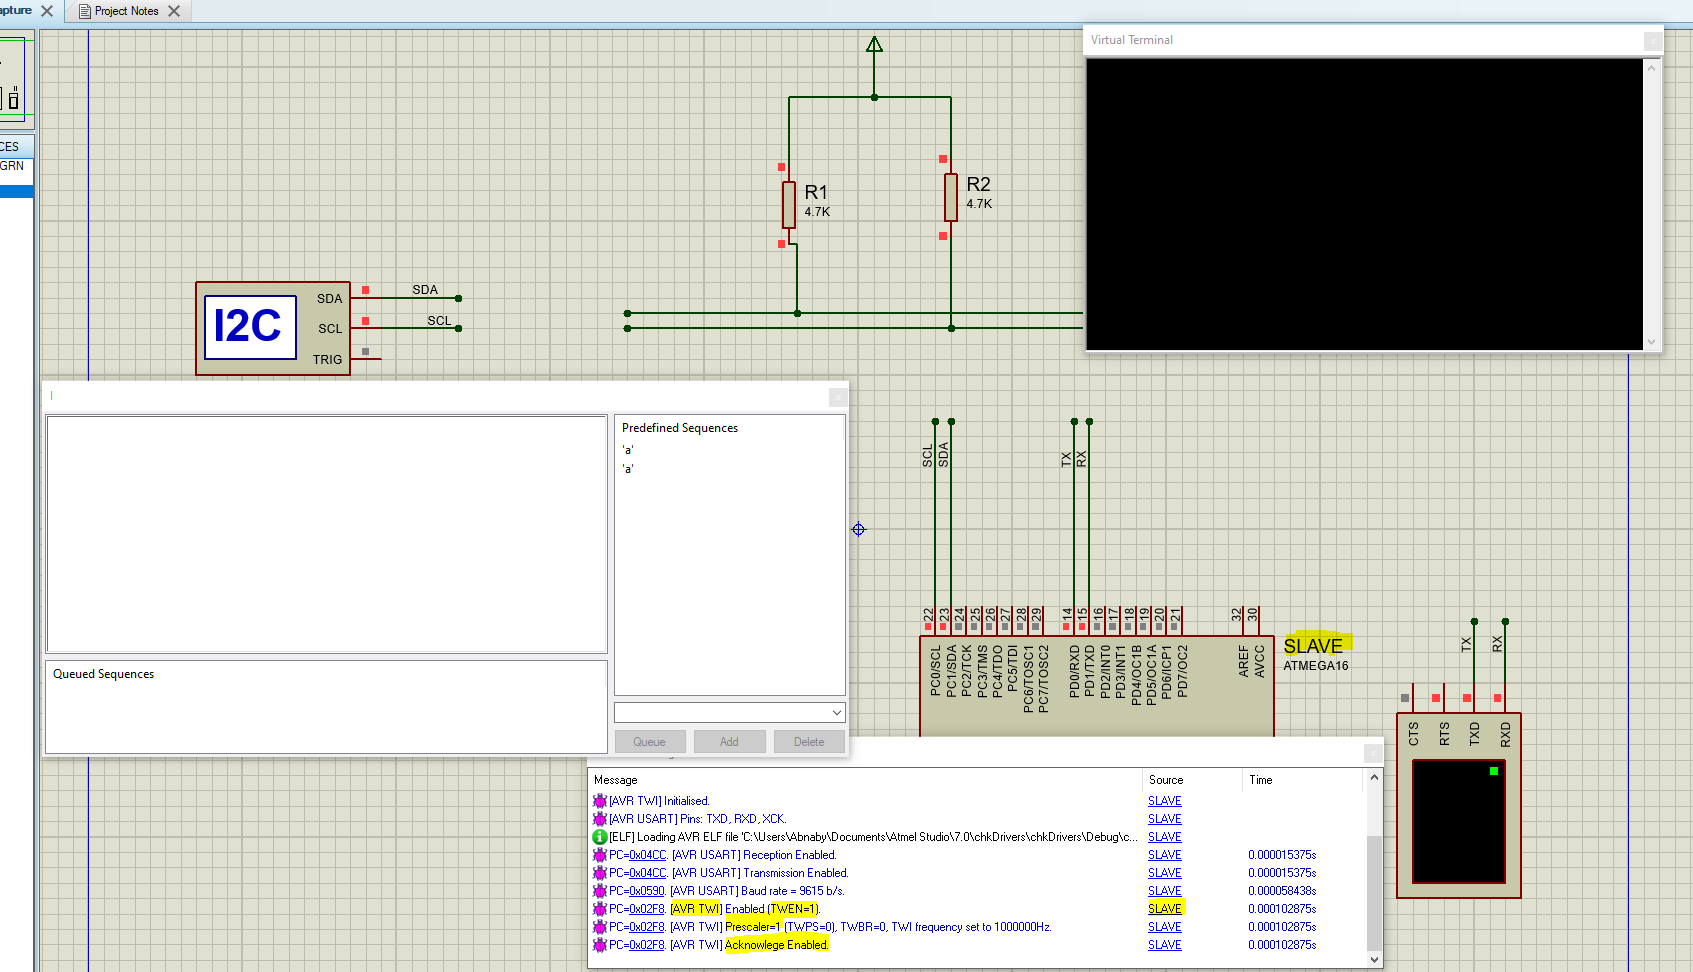 apture
Project Notes
Virtual Terminal
CES
GRN
R1
4.7K
R2
4.7K
I2C
SDA
SCL
TRIG
SDA
SCL
Predefined Sequences
'a'
'a'
Queued Sequences
Queue
Add
Delete
SCL
SDA
TX
RX
22
23
24
25
26
27
28
29
14
15
16
17
18
19
20
21
32
30
PC0/SCL
PC1/SDA
PC2/TCK
PC3/TMS
PC4/TDO
PC5/TDI
PC6/TOSC1
PC7/TOSC2
PD0/RXD
PD1/TXD
PD2/INT0
PD3/INT1
PD4/OC1B
PD5/OC1A
PD6/ICP1
PD7/OC2
AREF
AVCC
SLAVE
ATMEGA16
TX
RX
CTS
RTS
TXD
RXD
Message Source Time
[AVR TWI] Initialised. SLAVE
[AVR USART] Pins: TXD, RXD, XCK. SLAVE
[ELF] Loading AVR ELF file 'C:\Users\Abnaby\Documents\Atmel Studio\7.0\chkDrivers\chkDrivers\Debug\c... SLAVE
PC=0x04CC. [AVR USART] Reception Enabled. SLAVE 0.000015375s
PC=0x04CC. [AVR USART] Transmission Enabled. SLAVE 0.000015375s
PC=0x0590. [AVR USART] Baud rate = 9615 b/s. SLAVE 0.000058438s
PC=0x02F8. [AVR TWI] Enabled (TWEN=1). SLAVE 0.000102875s
PC=0x02F8. [AVR TWI] Prescaler=1 (TWPS=0), TWBR=0, TWI frequency set to 1000000Hz. SLAVE 0.000102875s
PC=0x02F8. [AVR TWI] Acknowlege Enabled. SLAVE 0.000102875s